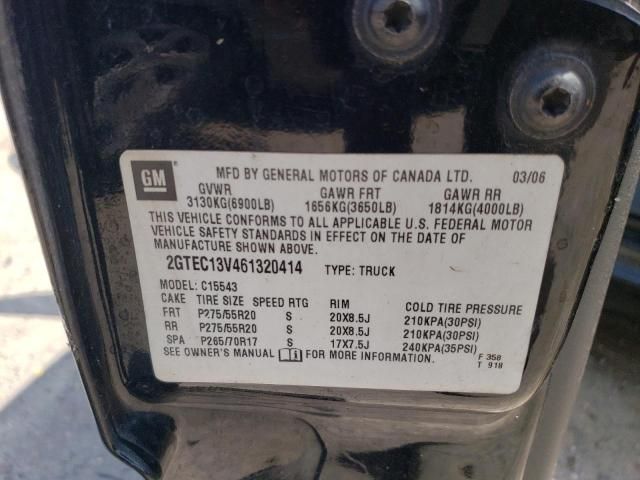 GM
MFD BY GENERAL MOTORS OF CANADA LTD. 03/06
GVWR GAWR FRT GAWR RR
3130KG(6900LB) 1656KG(3650LB) 1814KG(4000LB)
THIS VEHICLE CONFORMS TO ALL APPLICABLE U.S. FEDERAL MOTOR
VEHICLE SAFETY STANDARDS IN EFFECT ON THE DATE OF
MANUFACTURE SHOWN ABOVE.
2GTEC13V461320414 TYPE: TRUCK
MODEL: C15543
CAKE TIRE SIZE SPEED RTG RIM COLD TIRE PRESSURE
FRT P275/55R20 S 20X8.5J 210KPA(30PSI)
RR P275/55R20 S 20X8.5J 210KPA(30PSI)
SPA P265/70R17 S 17X7.5J 240KPA(35PSI)
SEE OWNER'S MANUAL FOR MORE INFORMATION.
F 358
T 918